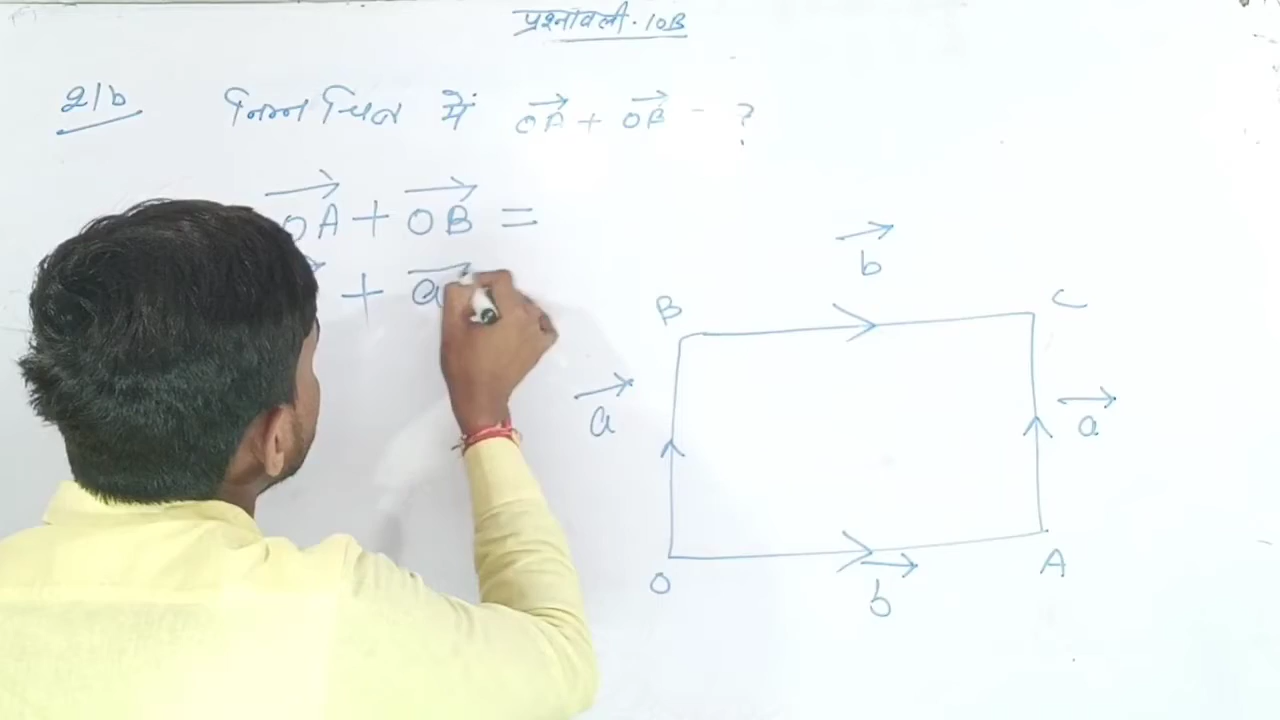 प्रश्नावली. 10B
21b निम्न चित्र में OA→ + OB→ = ?
OA→ + OB→ =
→ + a→
b→
B C
a→ a→
O A
b→